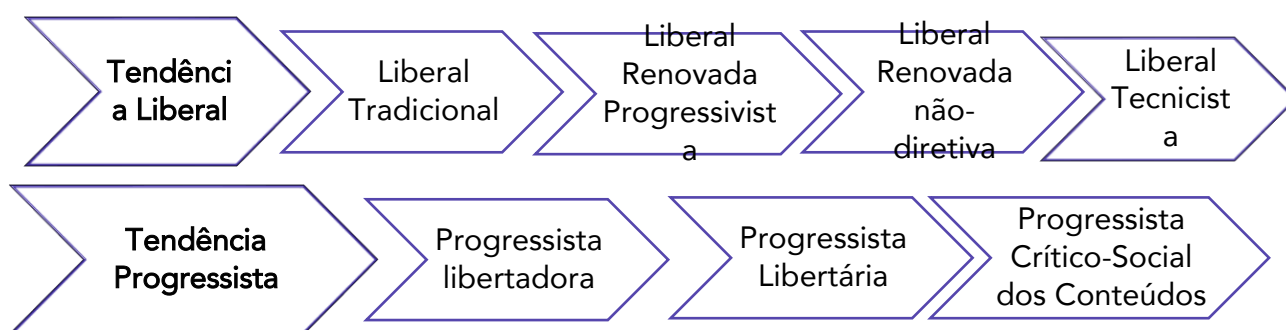 Tendênci
a Liberal
Liberal
Tradicional
Liberal
Renovada
Progressivist
a
Liberal
Renovada
não-
diretiva
Liberal
Tecnicist
a
Tendência
Progressista
Progressista
libertadora
Progressista
Libertária
Progressista
Crítico-Social
dos Conteúdos